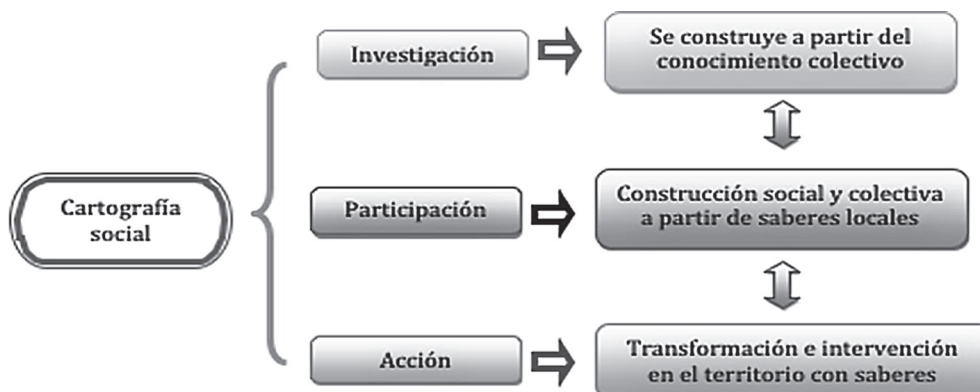 Cartografía
social
Investigación
Se construye a partir del
conocimiento colectivo
Participación
Construcción social y colectiva
a partir de saberes locales
Acción
Transformación e intervención
en el territorio con saberes